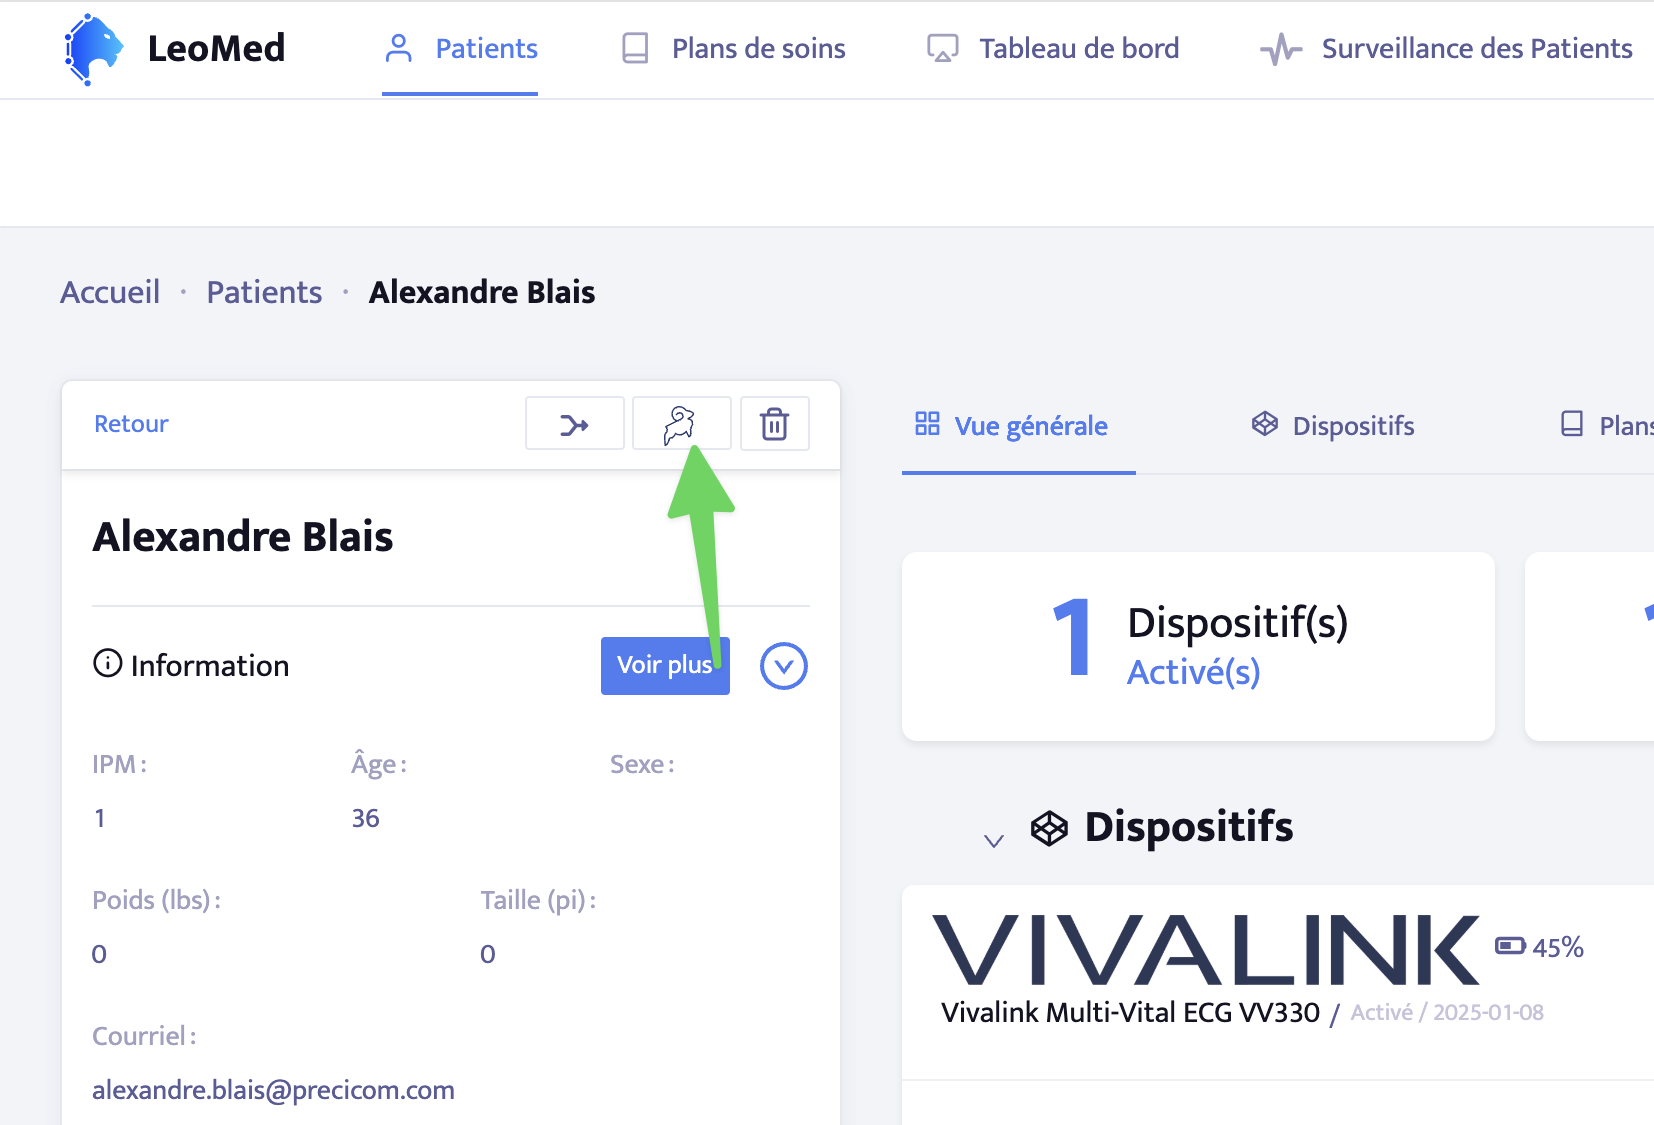 LeoMed
Patients
Plans de soins
Tableau de bord
Surveillance des Patients
Accueil · Patients · Alexandre Blais
Retour
Alexandre Blais
Information
Voir plus
IPM :
Âge :
Sexe :
1
36
Poids (lbs) :
Taille (pi) :
0
0
Courriel :
alexandre.blais@precicom.com
Vue générale
Dispositifs
Plans
1
Dispositif(s)
Activé(s)
Dispositifs
VIVALINK
45%
Vivalink Multi-Vital ECG VV330 / Activé / 2025-01-08